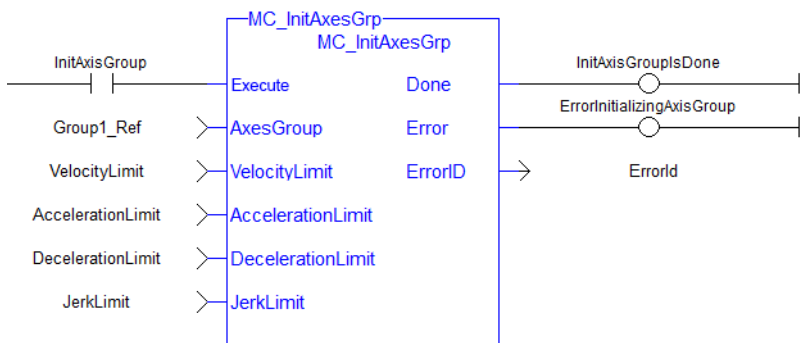 MC_InitAxesGrp
MC_InitAxesGrp
InitAxisGroup
Execute
Done
InitAxisGroupIsDone
Group1_Ref
AxesGroup
Error
ErrorInitializingAxisGroup
VelocityLimit
VelocityLimit
ErrorID
ErrorId
AccelerationLimit
AccelerationLimit
DecelerationLimit
DecelerationLimit
JerkLimit
JerkLimit